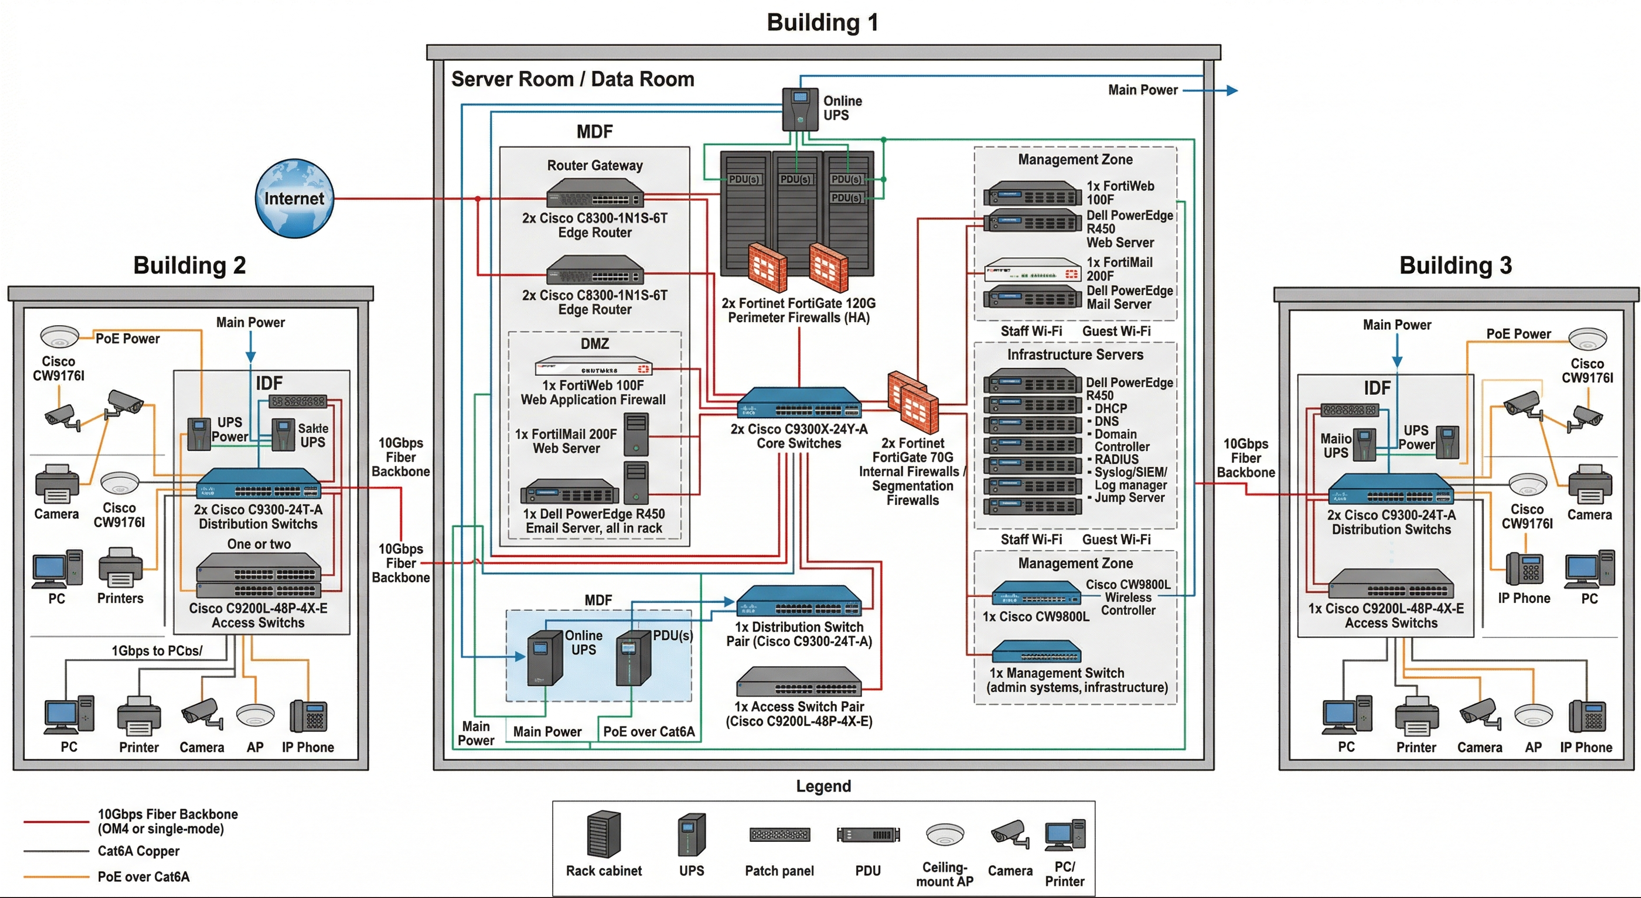 Building 1
Server Room / Data Room
Main Power
Online
UPS
MDF
Router Gateway
2x Cisco C8300-1N1S-6T
Edge Router
2x Cisco C8300-1N1S-6T
Edge Router
Internet
PDU(s)
PDU(s)
PDU(s)
PDU(s)
2x Fortinet FortiGate 120G
Perimeter Firewalls (HA)
DMZ
1x FortiWeb 100F
Web Application Firewall
1x FortilMail 200F
Web Server
1x Dell PowerEdge R450
Email Server, all in rack
2x Cisco C9300X-24Y-A
Core Switches
2x Fortinet
FortiGate 70G
Internal Firewalls /
Segmentation
Firewalls
Management Zone
1x FortiWeb
100F
Dell PowerEdge
R450
Web Server
1x FortiMail
200F
Dell PowerEdge
Mail Server
Staff Wi-Fi Guest Wi-Fi
Infrastructure Servers
Dell PowerEdge
R450
▪ DHCP
▪ DNS
▪ Domain
Controller
▪ RADIUS
▪ Syslog/SIEM/
Log manager
▪ Jump Server
Staff Wi-Fi Guest Wi-Fi
Management Zone
Cisco CW9800L
Wireless
Controller
1x Cisco CW9800L
1x Management Switch
(admin systems, infrastructure)
MDF
Online
UPS
PDU(s)
Main
Power
Main Power
PoE over Cat6A
1x Distribution Switch
Pair (Cisco C9300-24T-A)
1x Access Switch Pair
(Cisco C9200L-48P-4X-E)
10Gbps
Fiber
Backbone
10Gbps
Fiber
Backbone
10Gbps
Fiber
Backbone
Building 2
Main Power
PoE Power
Cisco
CW9176I
IDF
UPS
Power
Sakte
UPS
Camera
Cisco
CW9176I
2x Cisco C9300-24T-A
Distribution Switchs
One or two
PC
Printers
Cisco C9200L-48P-4X-E
Access Switchs
1Gbps to PCbs/
PC
Printer
Camera
AP
IP Phone
Building 3
Main Power
PoE Power
Cisco
CW9176I
IDF
Maiio
UPS
UPS
Power
2x Cisco C9300-24T-A
Distribution Switchs
Cisco
CW9176I
Camera
IP Phone
PC
1x Cisco C9200L-48P-4X-E
Access Switchs
PC
Printer
Camera
AP
IP Phone
10Gbps Fiber Backbone
(OM4 or single-mode)
Cat6A Copper
PoE over Cat6A
Legend
Rack cabinet
UPS
Patch panel
PDU
Ceiling-
mount AP
Camera
PC/
Printer